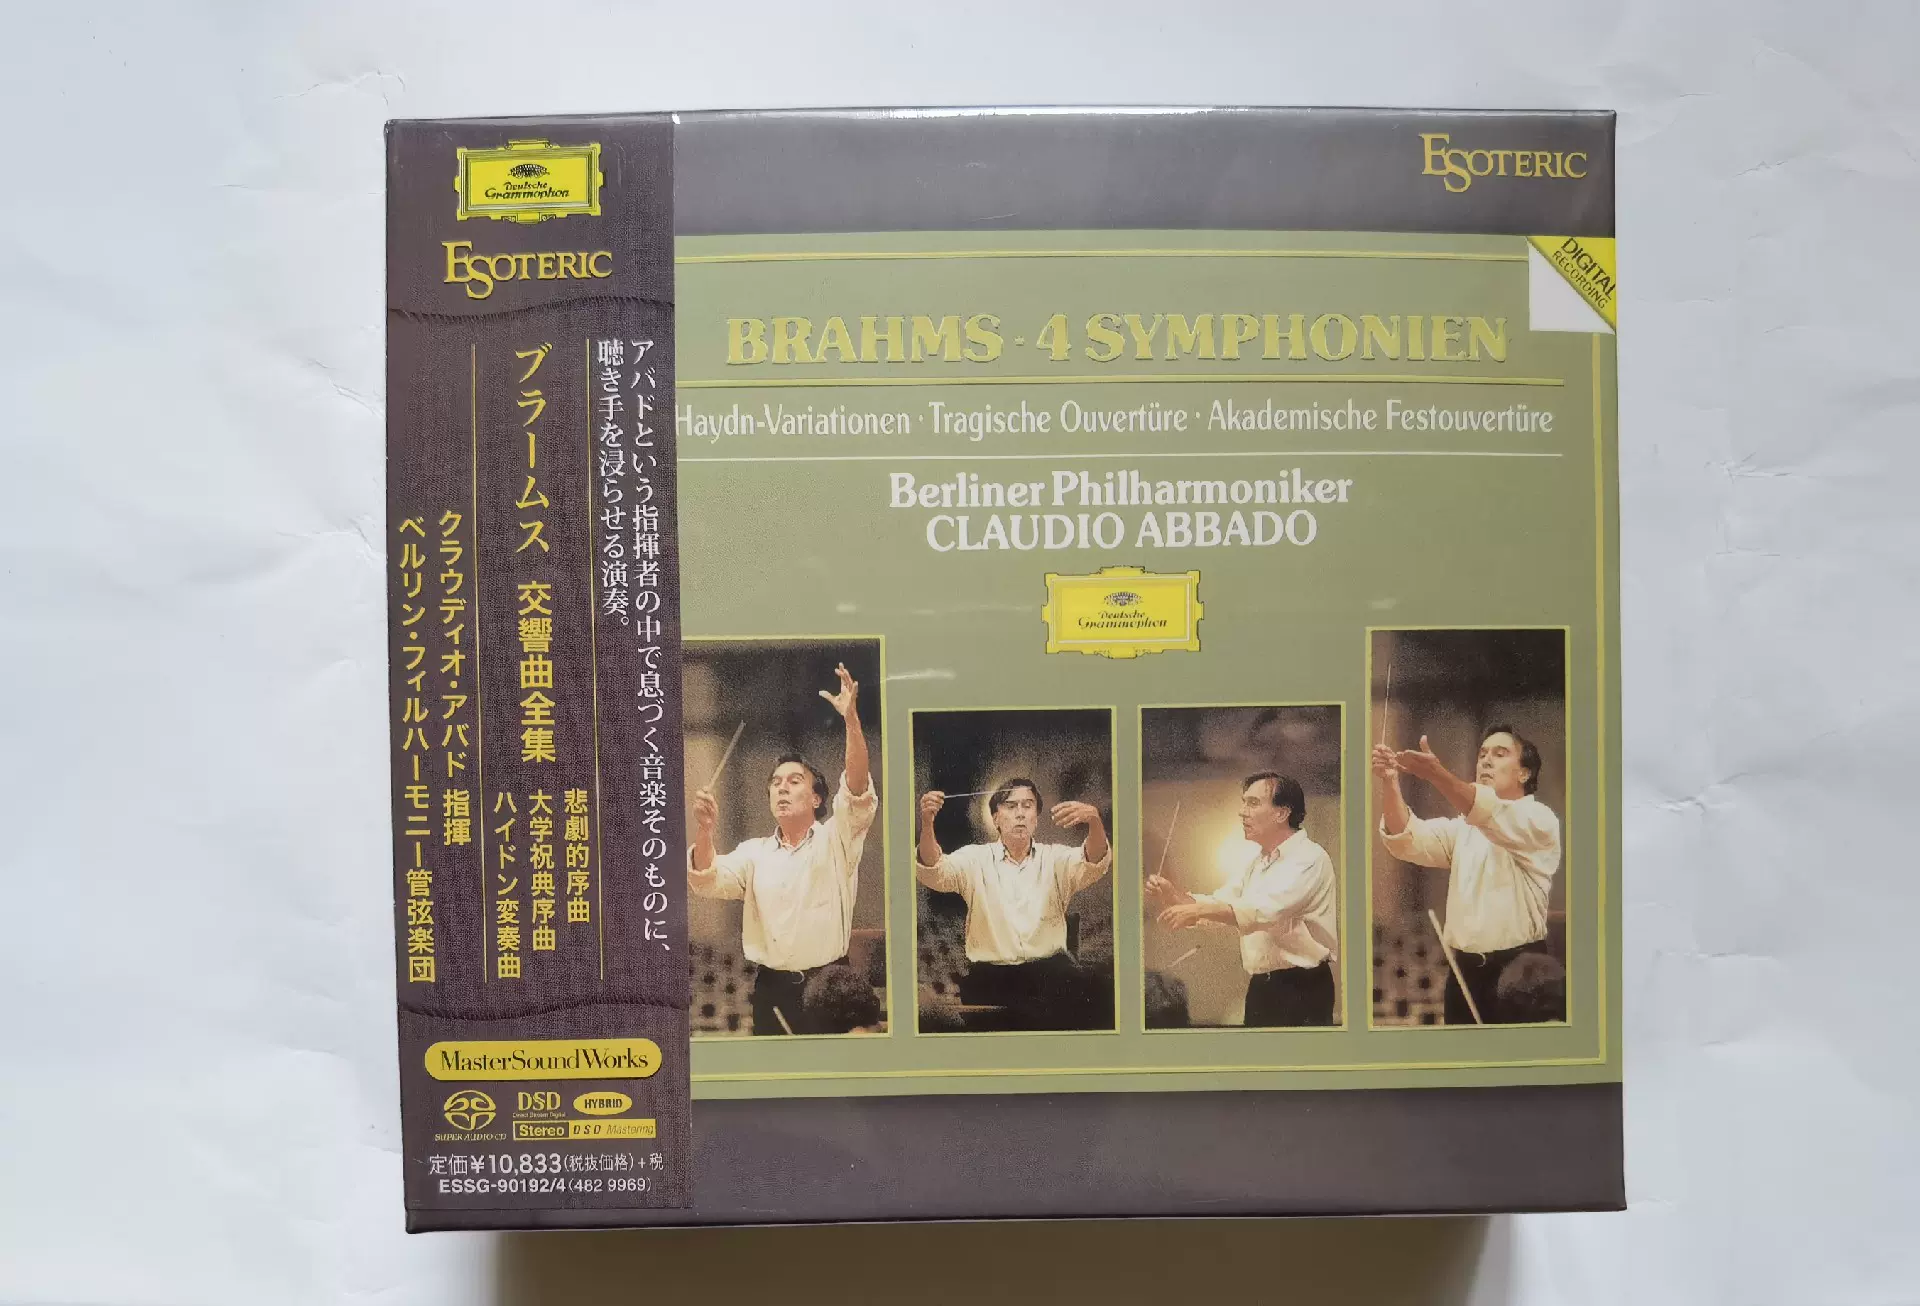 Deutsche
Grammophon
ESOTERIC
アバドという指揮者の中で息づく音楽そのものに、
聴き手を浸らせる演奏。
ブラームス 交響曲全集
悲劇的序曲
大学祝典序曲
ハイドン変奏曲
クラウディオ・アバド 指揮
ベルリン・フィルハーモニー管弦楽団
MasterSoundWorks
SUPER AUDIO CD
DSD
Direct Stream Digital
HYBRID
Stereo DSD Mastering
定価¥10,833(税抜価格)+税
ESSG-90192/4(482 9969)
ESOTERIC
DIGITAL
RECORDING
BRAHMS · 4 SYMPHONIEN
Haydn-Variationen · Tragische Ouvertüre · Akademische Festouvertüre
Berliner Philharmoniker
CLAUDIO ABBADO
Deutsche
Grammophon